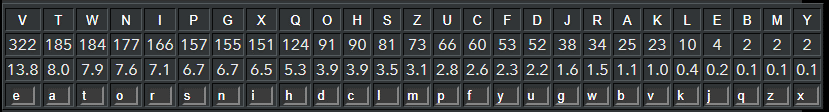 V T W N I P G X Q O H S Z U C F D J R A K L E B M Y
322 185 184 177 166 157 155 151 124 91 90 81 73 66 60 53 52 38 34 25 23 10 4 2 2 2
13.8 8.0 7.9 7.6 7.1 6.7 6.7 6.5 5.3 3.9 3.9 3.5 3.1 2.8 2.6 2.3 2.2 1.6 1.5 1.1 1.0 0.4 0.2 0.1 0.1 0.1
e a t o r s n i h d c l m p f y u g w b v k j q z x